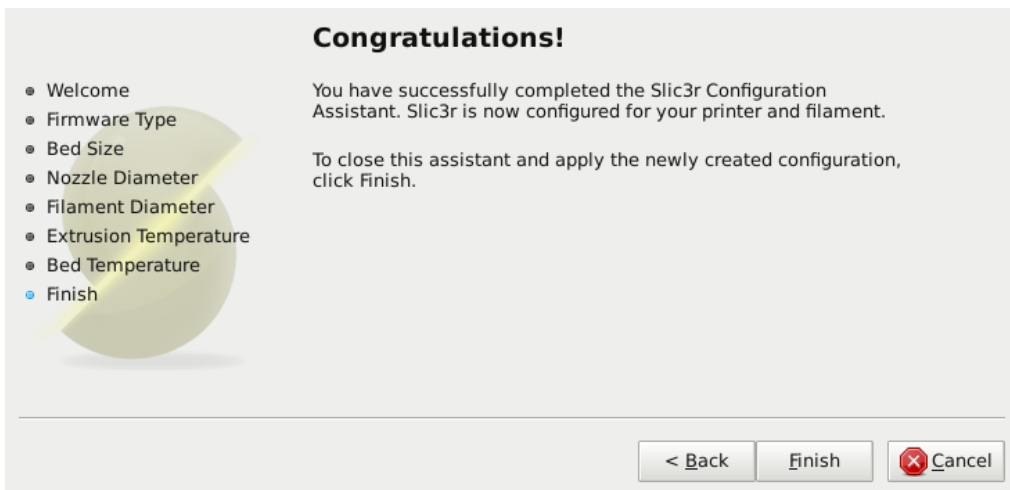 Congratulations!
Welcome
Firmware Type
Bed Size
Nozzle Diameter
Filament Diameter
Extrusion Temperature
Bed Temperature
Finish
You have successfully completed the Slic3r Configuration
Assistant. Slic3r is now configured for your printer and filament.
To close this assistant and apply the newly created configuration,
click Finish.
< Back
Finish
Cancel